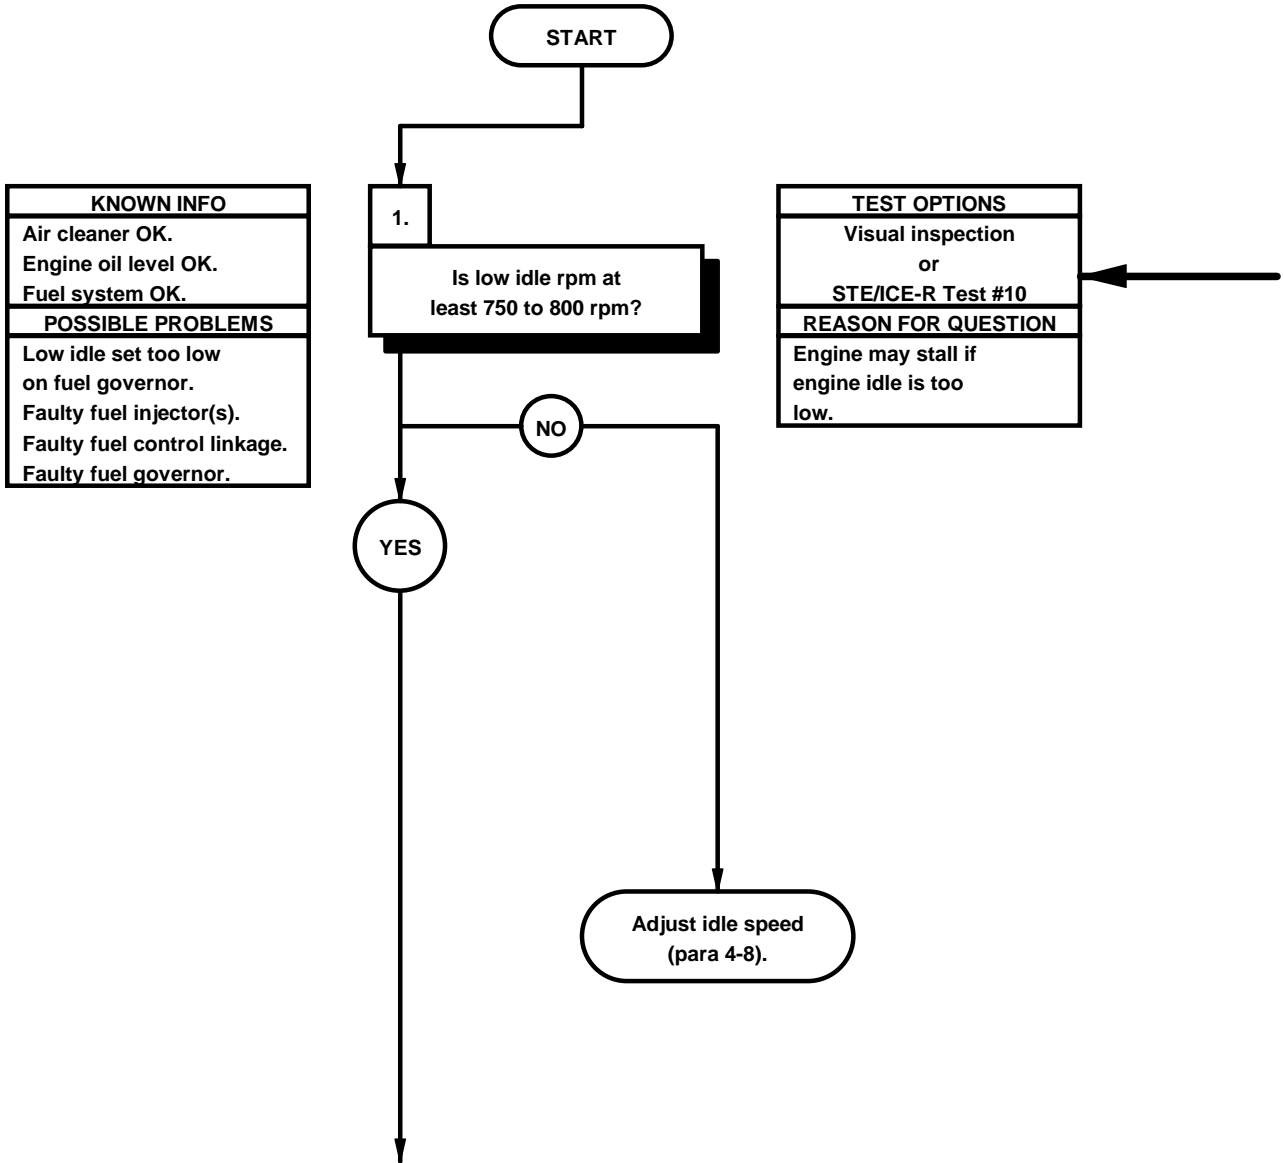 START
KNOWN INFO
Air cleaner OK.
Engine oil level OK.
Fuel system OK.
POSSIBLE PROBLEMS
Low idle set too low
on fuel governor.
Faulty fuel injector(s).
Faulty fuel control linkage.
Faulty fuel governor.
1.
Is low idle rpm at
least 750 to 800 rpm?
TEST OPTIONS
Visual inspection
or
STE/ICE-R Test #10
REASON FOR QUESTION
Engine may stall if
engine idle is too
low.
NO
YES
Adjust idle speed
(para 4-8).